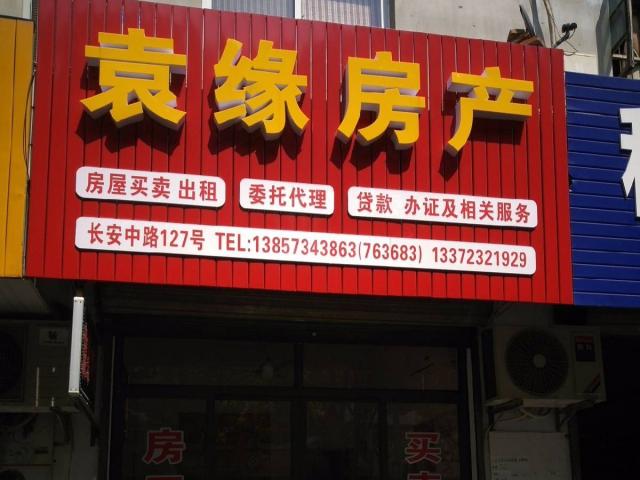 袁缘房产
房屋买卖 出租 委托代理 贷款 办证及相关服务
长安中路127号 TEL:13857343863(763683) 13372321929
房 买